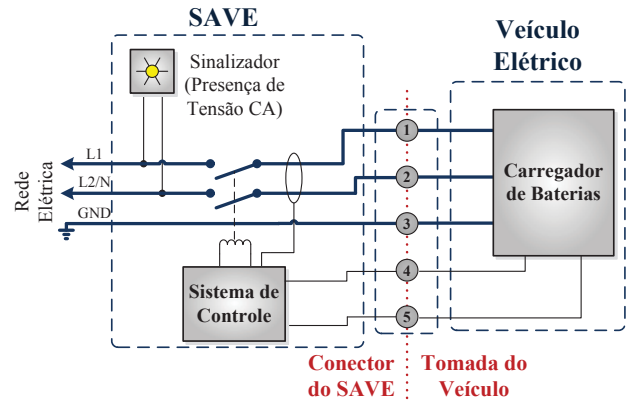 SAVE
Veículo
Elétrico
Sinalizador
(Presença de
Tensão CA)
L1
L2/N
GND
Rede
Elétrica
1
2
3
4
5
Carregador
de Baterias
Sistema de
Controle
Conector
do SAVE
Tomada do
Veículo